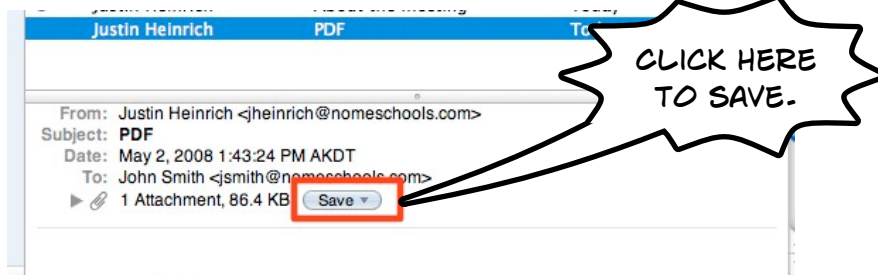 Justin Heinrich PDF
CLICK HERE
TO SAVE.
From: Justin Heinrich <jheinrich@nomeschools.com>
Subject: PDF
Date: May 2, 2008 1:43:24 PM AKDT
To: John Smith <jsmith@nomeschools.com>
1 Attachment, 86.4 KB Save